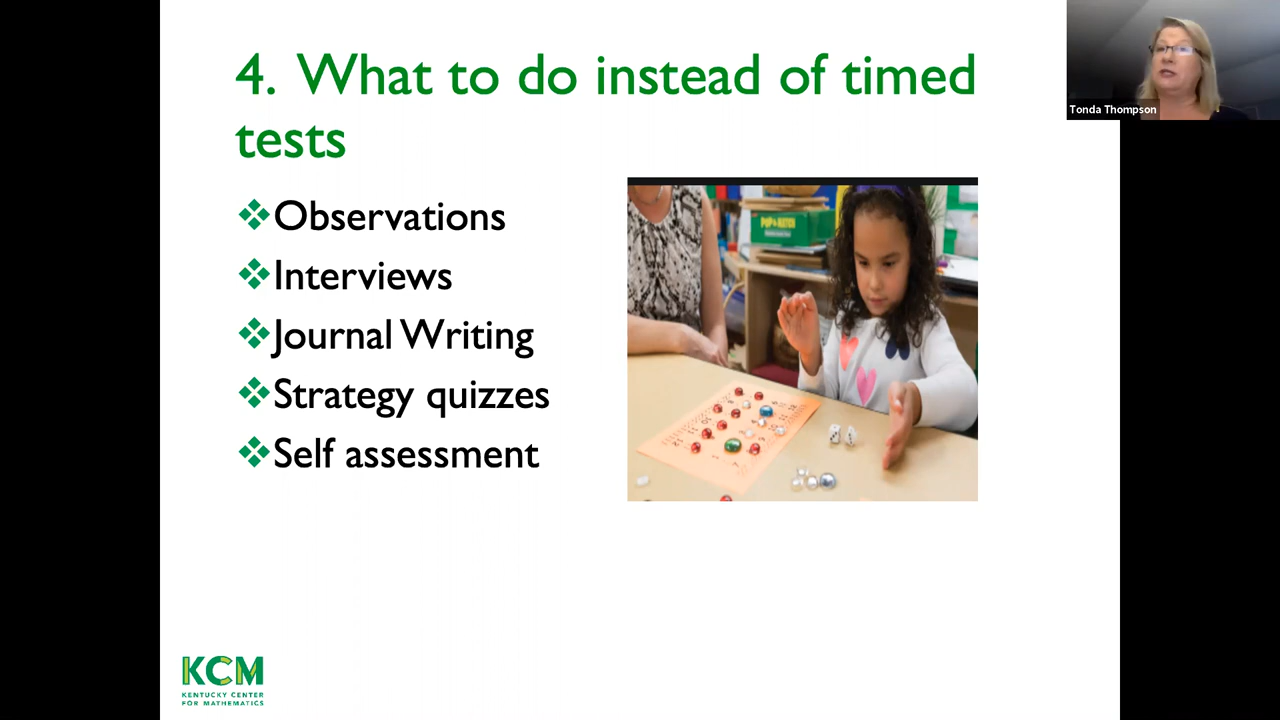 4. What to do instead of timed
tests
❖Observations
❖Interviews
❖Journal Writing
❖Strategy quizzes
❖Self assessment
KCM
KENTUCKY CENTER
FOR MATHEMATICS
Tonda Thompson